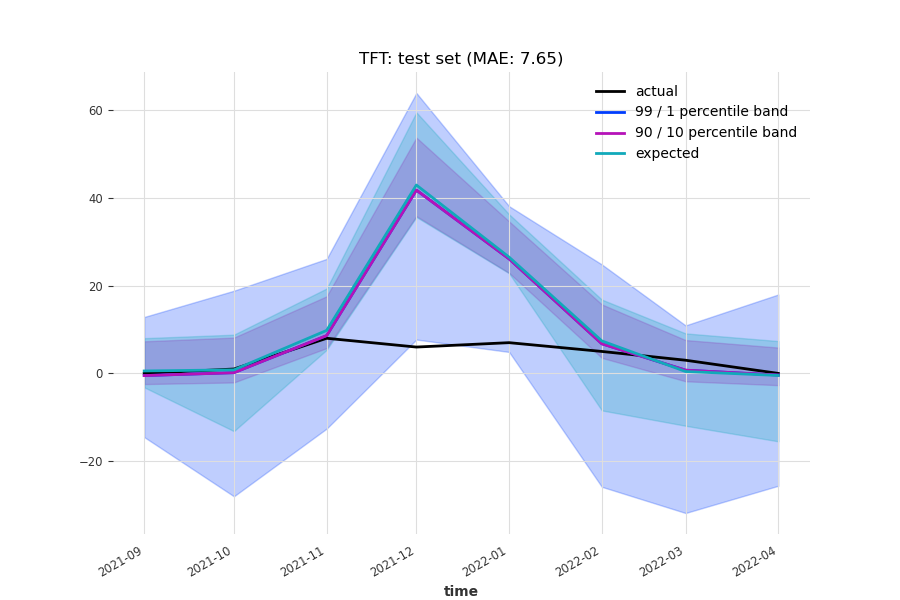 TFT: test set (MAE: 7.65)
actual
99 / 1 percentile band
90 / 10 percentile band
expected
60
40
20
0
−20
2021-09
2021-10
2021-11
2021-12
2022-01
2022-02
2022-03
2022-04
time